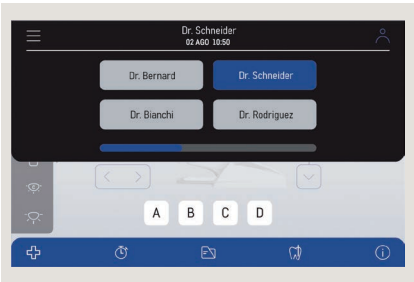 Dr. Schneider
02 AGO 10:50
Dr. Bernard
Dr. Schneider
Dr. Bianchi
Dr. Rodriguez
A B C D